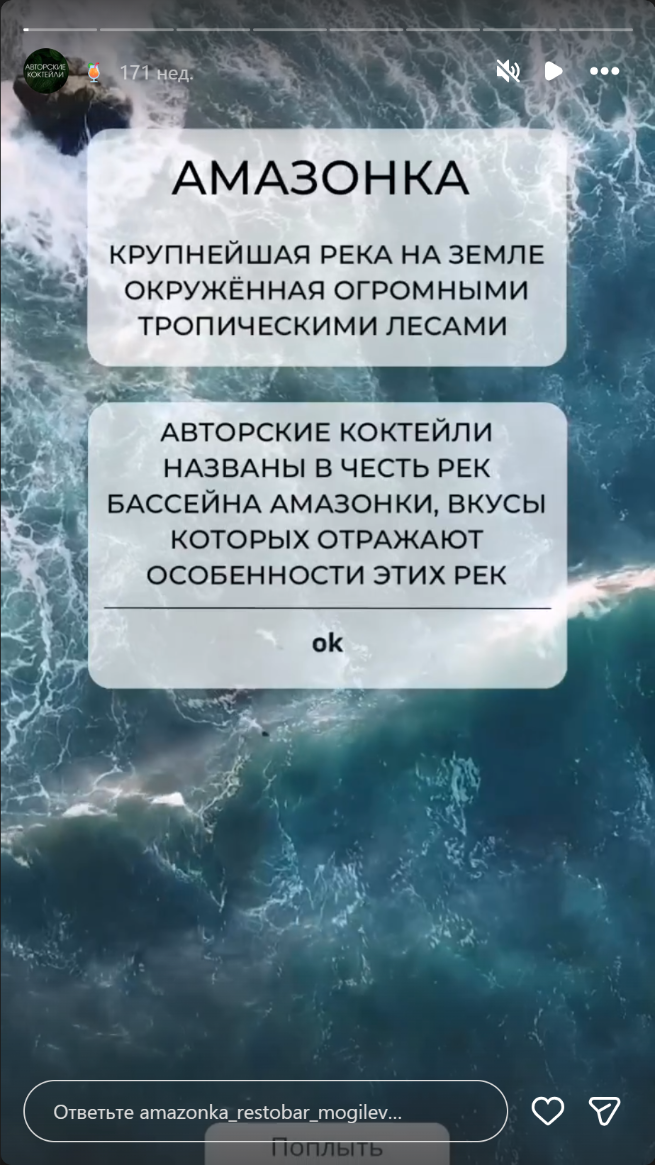 АВТОРСКИЕ
КОКТЕЙЛИ
171 нед.
АМАЗОНКА
КРУПНЕЙШАЯ РЕКА НА ЗЕМЛЕ
ОКРУЖЁННАЯ ОГРОМНЫМИ
ТРОПИЧЕСКИМИ ЛЕСАМИ
АВТОРСКИЕ КОКТЕЙЛИ
НАЗВАНЫ В ЧЕСТЬ РЕК
БАССЕЙНА АМАЗОНКИ, ВКУСЫ
КОТОРЫХ ОТРАЖАЮТ
ОСОБЕННОСТИ ЭТИХ РЕК
ok
Ответьте amazonka_restobar_mogilev...
Поплыть